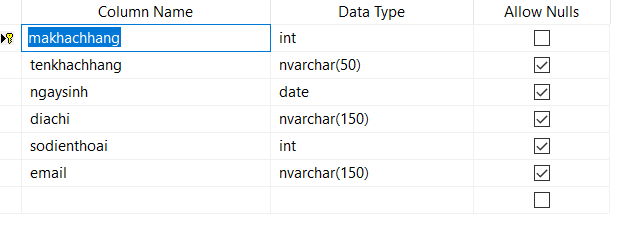 Column Name Data Type Allow Nulls
makhachhang int
tenkhachhang nvarchar(50)
ngaysinh date
diachi nvarchar(150)
sodienthoai int
email nvarchar(150)